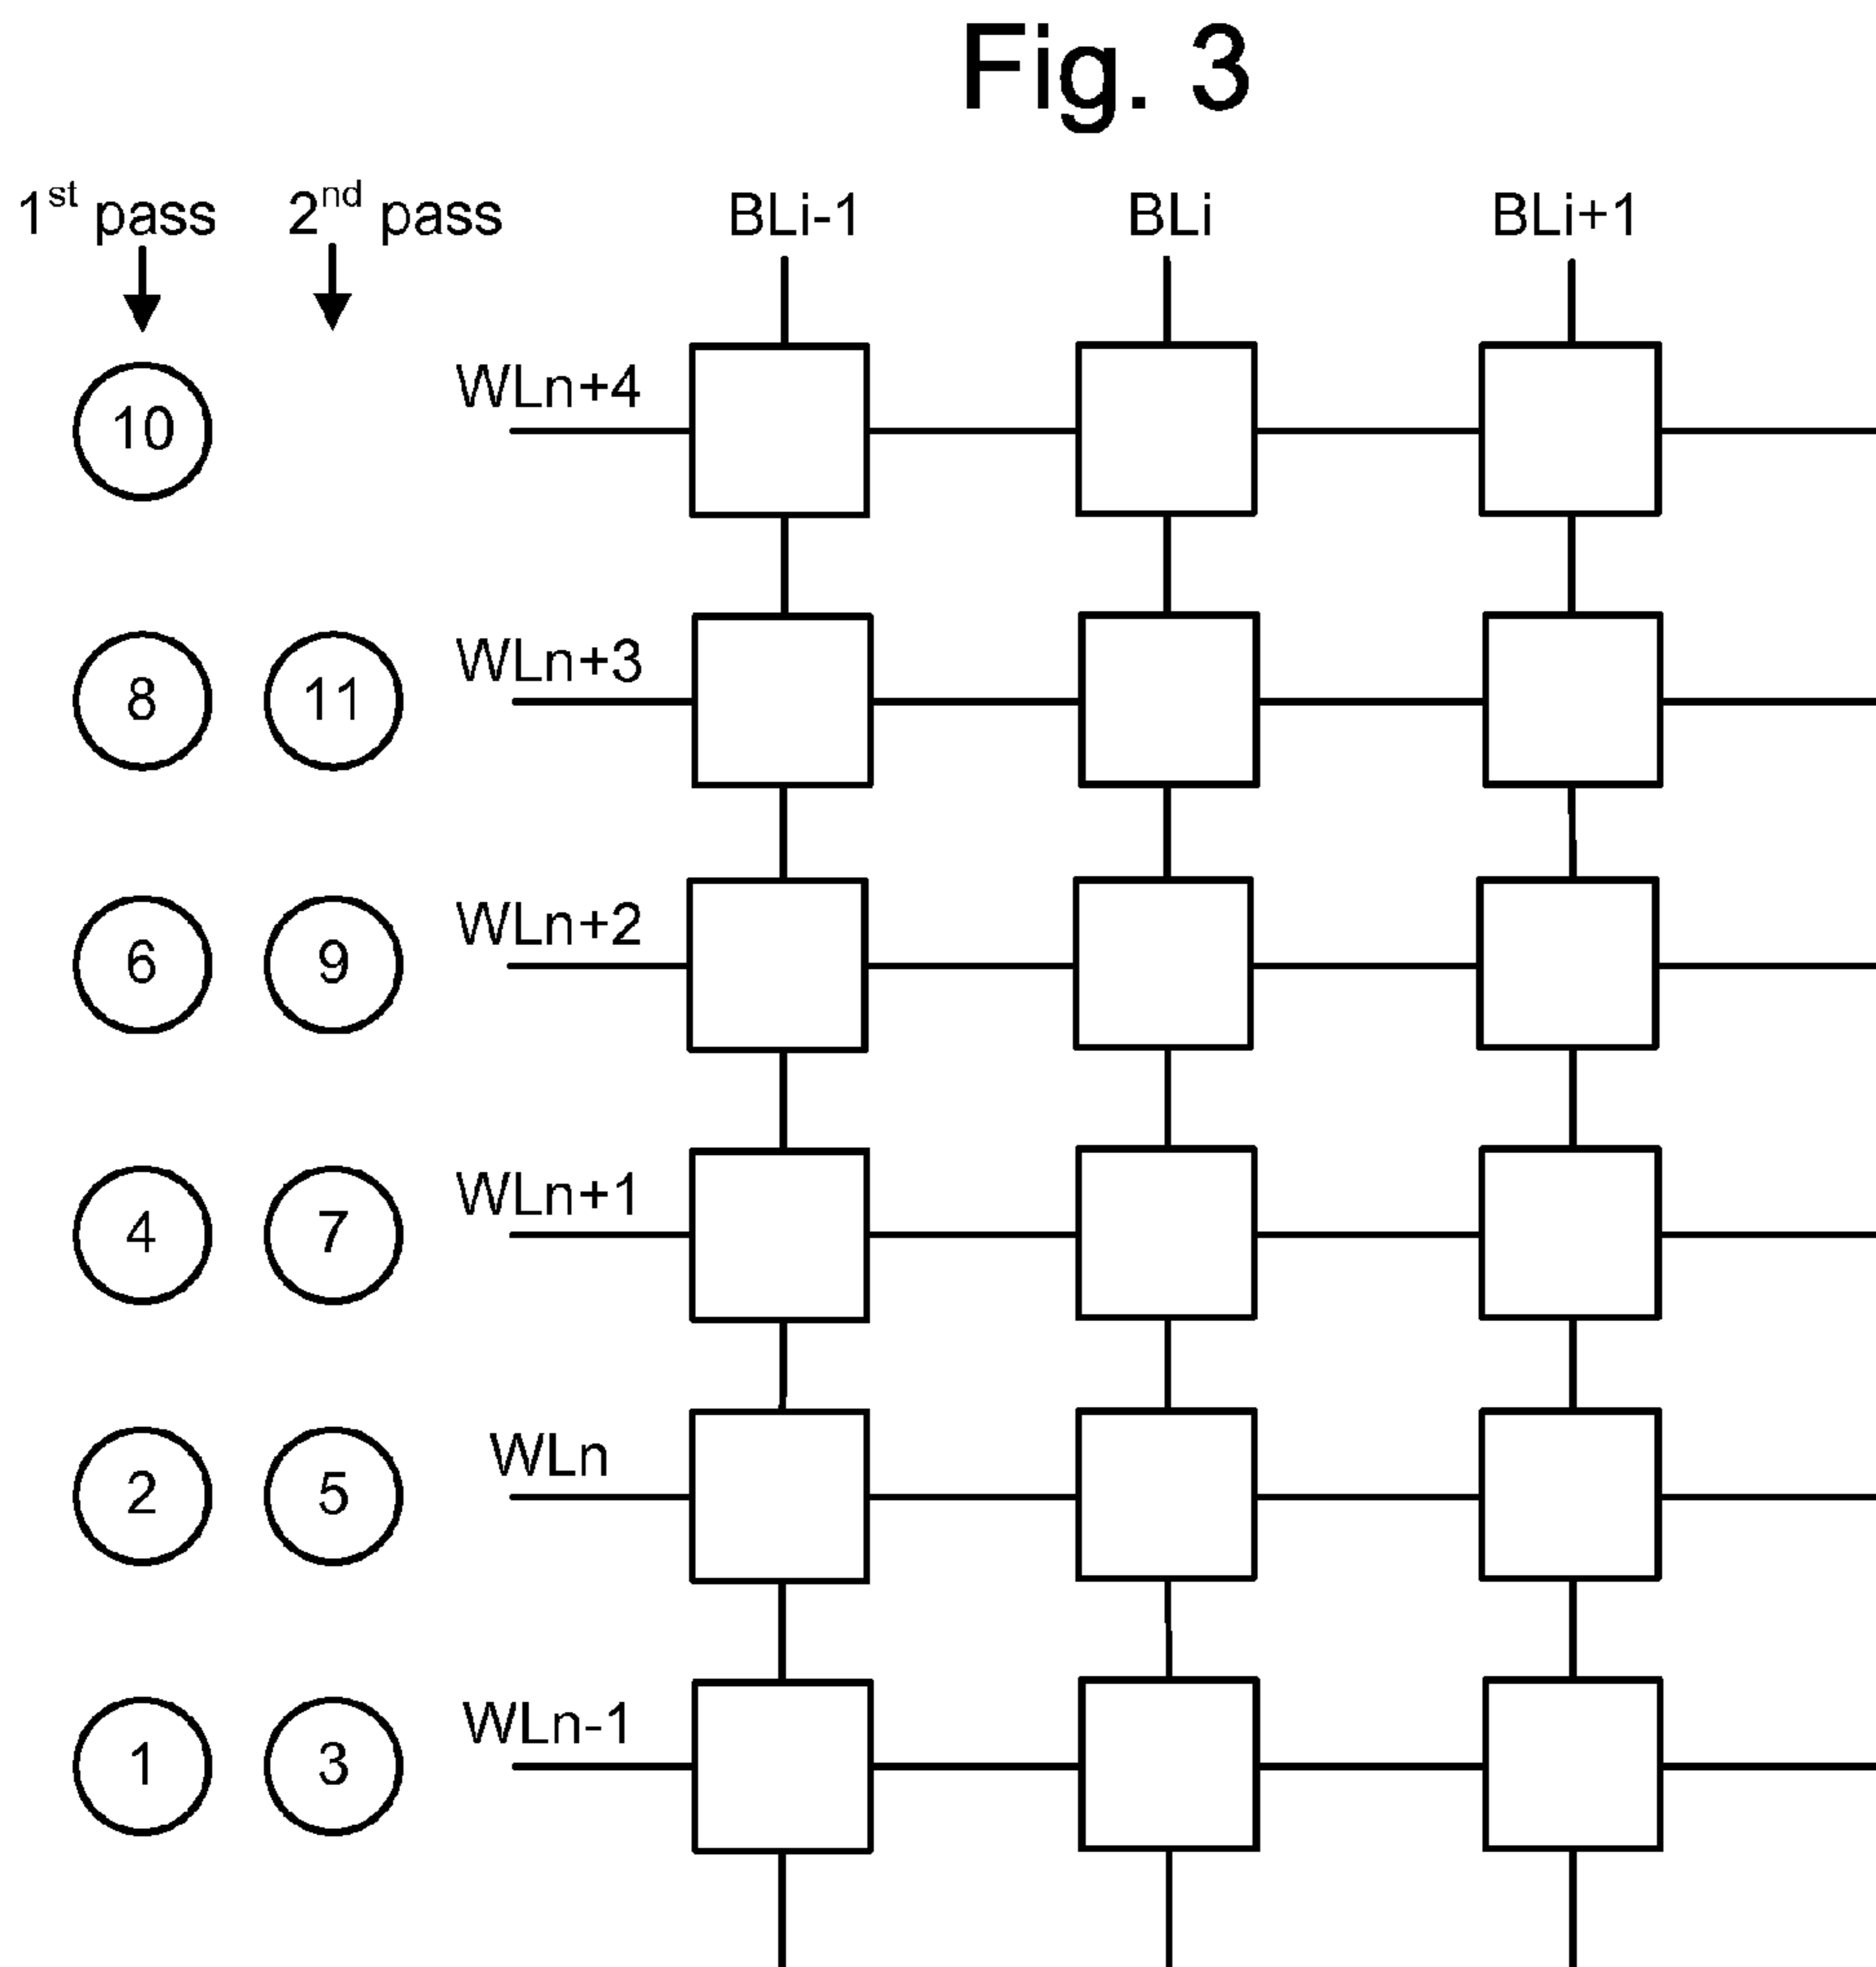 Fig. 3
1st pass 2nd pass BLi-1 BLi BLi+1
10 WLn+4
8 11 WLn+3
6 9 WLn+2
4 7 WLn+1
2 5 WLn
1 3 WLn-1